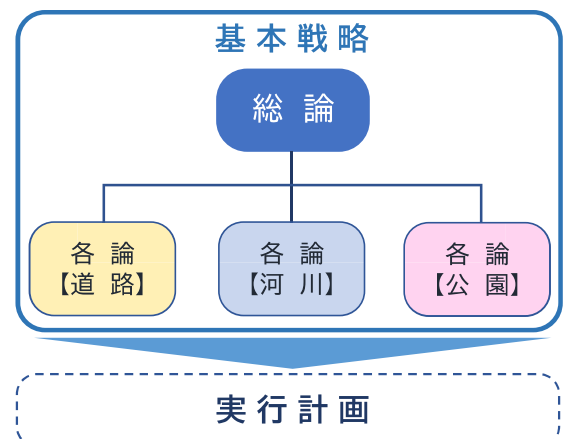 基本戦略
総 論
各 論
【道 路】
各 論
【河 川】
各 論
【公 園】
実行計画